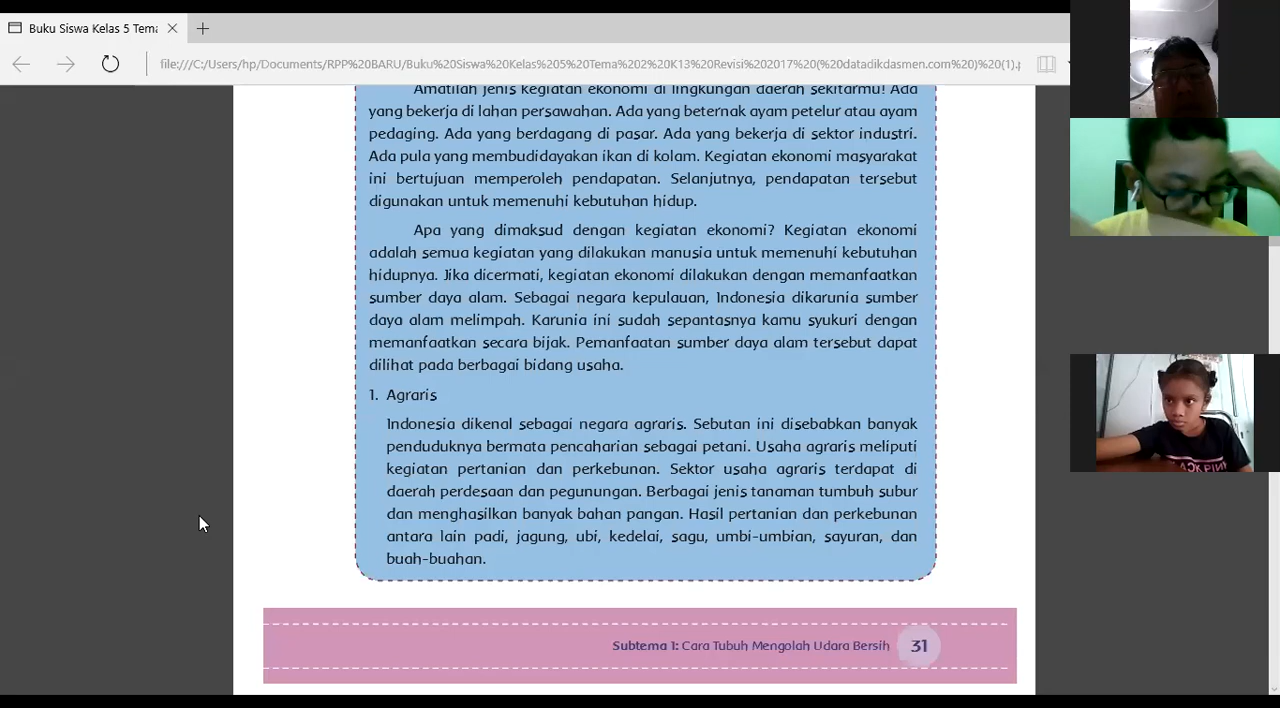 Buku Siswa Kelas 5 Tema
file:///C:/Users/hp/Documents/RPP%20BARU/Buku%20Siswa%20Kelas%205%20Tema%202%20K13%20Revisi%202017%20(%20datadikdasmen.com%20)%20(1).p
Amatilah jenis kegiatan ekonomi di lingkungan daerah sekitarmu! Ada
yang bekerja di lahan persawahan. Ada yang beternak ayam petelur atau ayam
pedaging. Ada yang berdagang di pasar. Ada yang bekerja di sektor industri.
Ada pula yang membudidayakan ikan di kolam. Kegiatan ekonomi masyarakat
ini bertujuan memperoleh pendapatan. Selanjutnya, pendapatan tersebut
digunakan untuk memenuhi kebutuhan hidup.
Apa yang dimaksud dengan kegiatan ekonomi? Kegiatan ekonomi
adalah semua kegiatan yang dilakukan manusia untuk memenuhi kebutuhan
hidupnya. Jika dicermati, kegiatan ekonomi dilakukan dengan memanfaatkan
sumber daya alam. Sebagai negara kepulauan, Indonesia dikarunia sumber
daya alam melimpah. Karunia ini sudah sepantasnya kamu syukuri dengan
memanfaatkan secara bijak. Pemanfaatan sumber daya alam tersebut dapat
dilihat pada berbagai bidang usaha.
1. Agraris
Indonesia dikenal sebagai negara agraris. Sebutan ini disebabkan banyak
penduduknya bermata pencaharian sebagai petani. Usaha agraris meliputi
kegiatan pertanian dan perkebunan. Sektor usaha agraris terdapat di
daerah perdesaan dan pegunungan. Berbagai jenis tanaman tumbuh subur
dan menghasilkan banyak bahan pangan. Hasil pertanian dan perkebunan
antara lain padi, jagung, ubi, kedelai, sagu, umbi-umbian, sayuran, dan
buah-buahan.
Subtema 1: Cara Tubuh Mengolah Udara Bersih 31